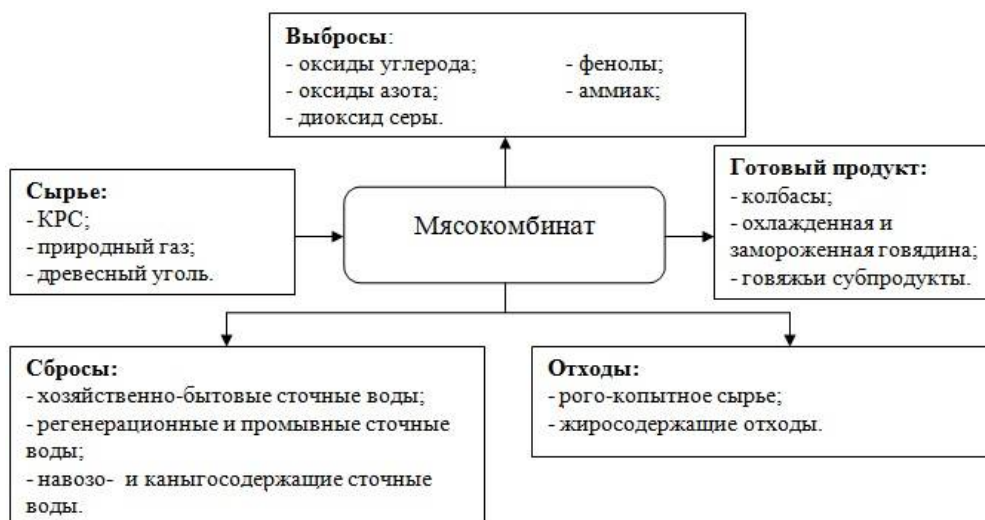 Выбросы:
- оксиды углерода; - фенолы;
- оксиды азота; - аммиак;
- диоксид серы.
Сырье:
- КРС;
- природный газ;
- древесный уголь.
Мясокомбинат
Готовый продукт:
- колбасы;
- охлажденная и
замороженная говядина;
- говяжьи субпродукты.
Сбросы:
- хозяйственно-бытовые сточные воды;
- регенерационные и промывные сточные
воды;
- навозо- и каныгосодержащие сточные
воды.
Отходы:
- рого-копытное сырье;
- жиросодержащие отходы.